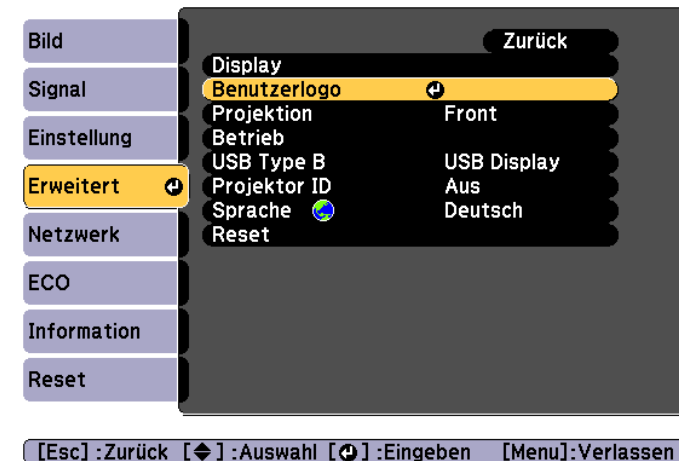 Bild
Signal
Einstellung
Erweitert
Netzwerk
ECO
Information
Reset
Zurück
Display
Benutzerlogo
Projektion Front
Betrieb
USB Type B USB Display
Projektor ID Aus
Sprache Deutsch
Reset
[Esc] :Zurück [◆] :Auswahl [↵] :Eingeben [Menu]:Verlassen